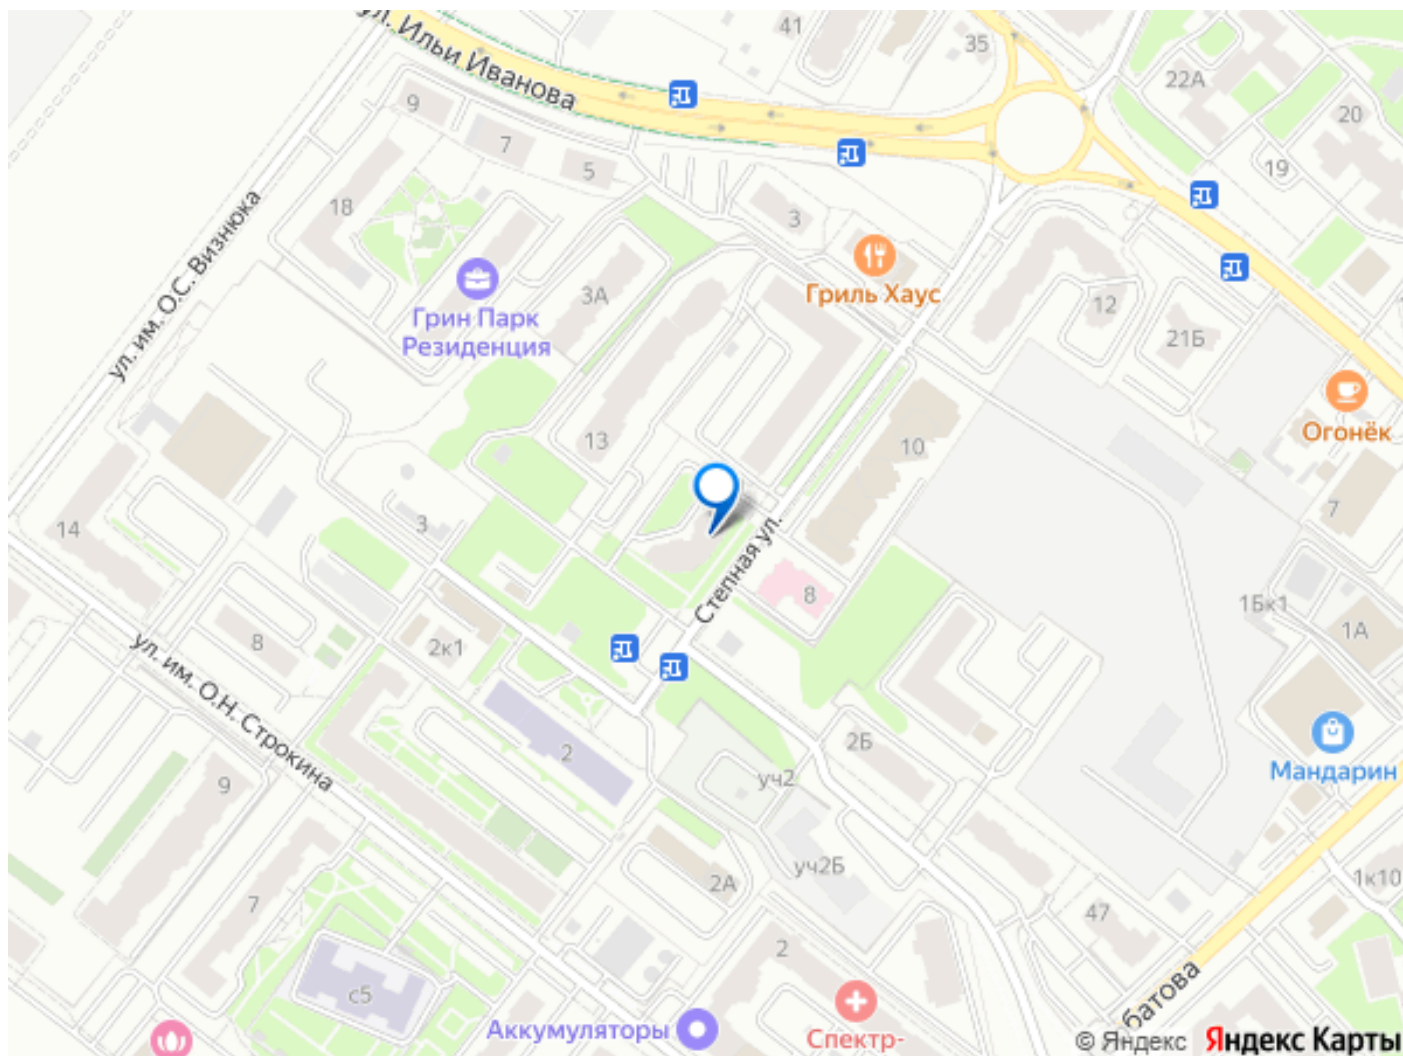 ул. Ильи Иванова
41
35
22А
20
19
9
7
5
18
3
3А
ул. им. О.С. Визнюка
Грин Парк
Резиденция
Гриль Хаус
12
21Б
Огонёк
13
10
7
14
3
Степная ул.
8
1Бк1
1А
8
2к1
ул. им. О.Н. Строкина
2
2Б
уч2
Мандарин
9
уч2Б
2А
1к10
7
47
2
с5
батова
Аккумуляторы
Спектр-
© Яндекс Яндекс Карты